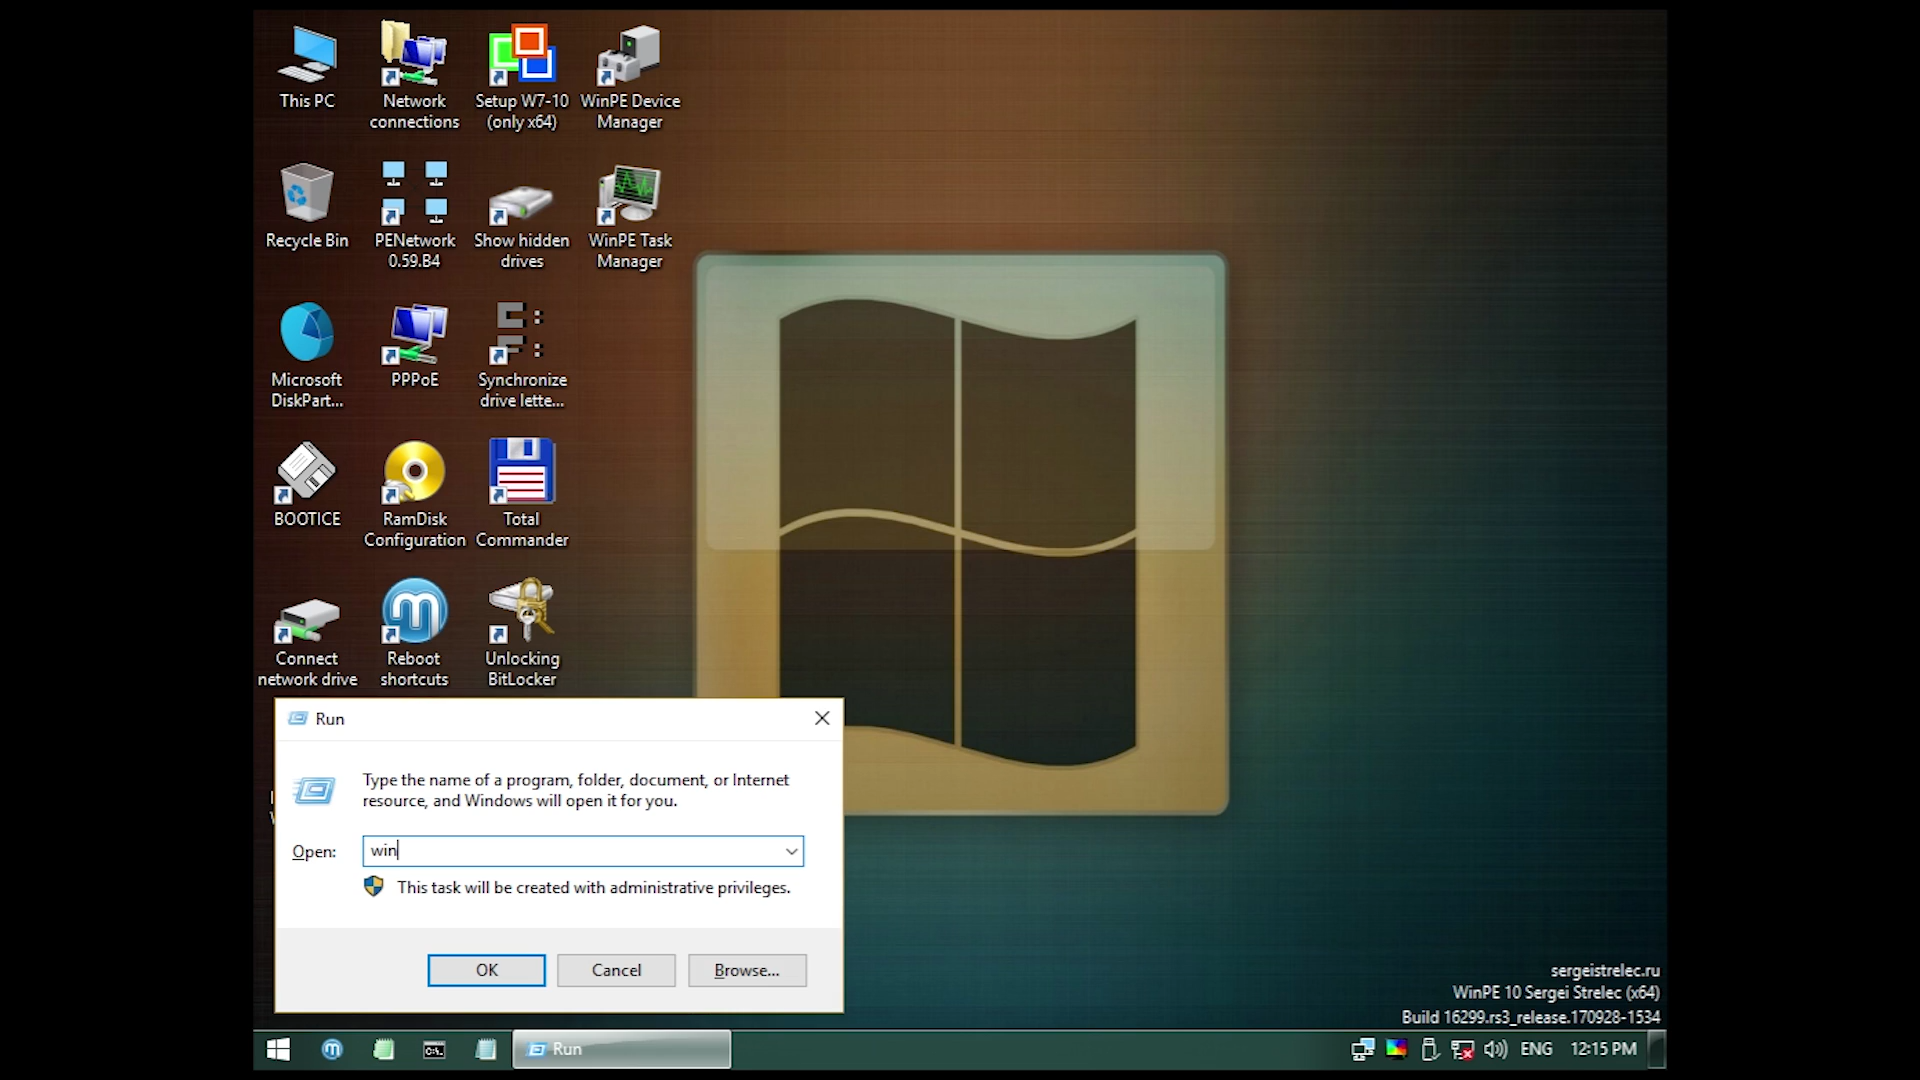 This PC
Network
connections
Setup W7-10
(only x64)
WinPE Device
Manager
Recycle Bin
PENetwork
0.59.B4
Show hidden
drives
WinPE Task
Manager
Microsoft
DiskPart...
PPPoE
Synchronize
drive lette...
BOOTICE
RamDisk
Configuration
Total
Commander
Connect
network drive
Reboot
shortcuts
Unlocking
BitLocker
Run
Type the name of a program, folder, document, or Internet
resource, and Windows will open it for you.
Open:
win
This task will be created with administrative privileges.
OK
Cancel
Browse...
sergeistrelec.ru
WinPE 10 Sergei Strelec (x64)
Build 16299.rs3_release.170928-1534
Run
ENG
12:15 PM